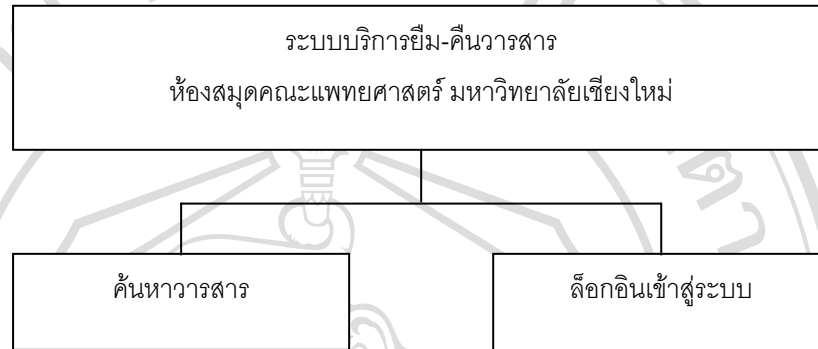 ระบบบริการยืม-คืนวารสาร
ห้องสมุดคณะแพทยศาสตร์ มหาวิทยาลัยเชียงใหม่
ค้นหาวารสาร
ล็อกอินเข้าสู่ระบบ